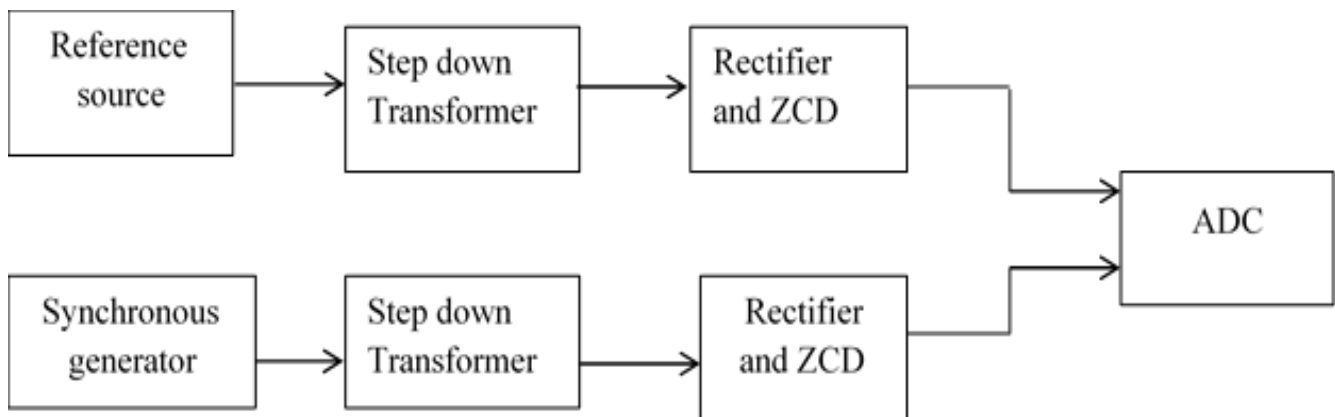 Reference
source
Step down
Transformer
Rectifier
and ZCD
ADC
Synchronous
generator
Step down
Transformer
Rectifier
and ZCD